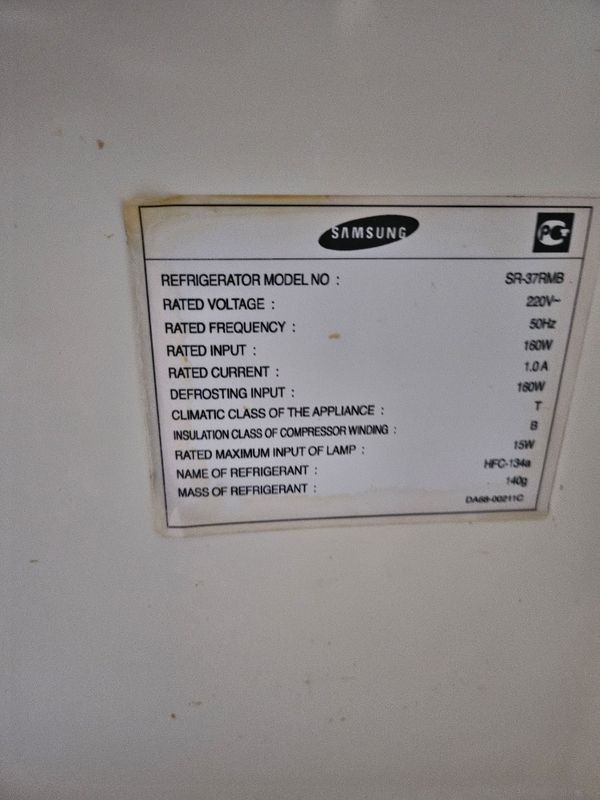 SAMSUNG
REFRIGERATOR MODEL NO : SR-37RMB
RATED VOLTAGE : 220V~
RATED FREQUENCY : 50Hz
RATED INPUT : 160W
RATED CURRENT : 1.0 A
DEFROSTING INPUT : 160W
CLIMATIC CLASS OF THE APPLIANCE : T
INSULATION CLASS OF COMPRESSOR WINDING : B
RATED MAXIMUM INPUT OF LAMP : 15W
NAME OF REFRIGERANT : HFC-134a
MASS OF REFRIGERANT : 140g
DA68-00211C